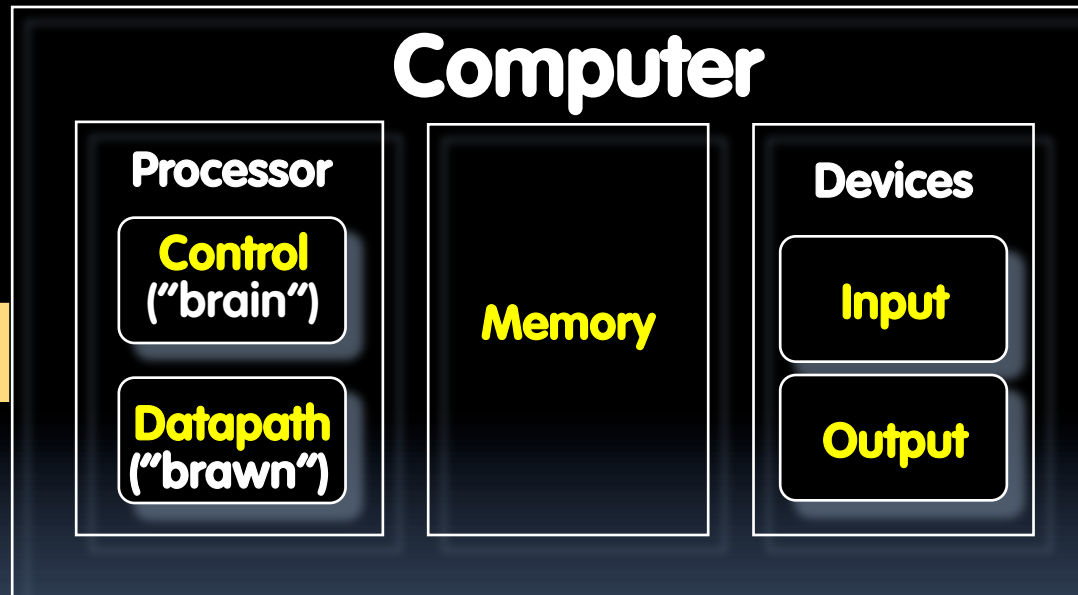 Computer
Processor
Control
("brain")
Datapath
("brawn")
Memory
Devices
Input
Output